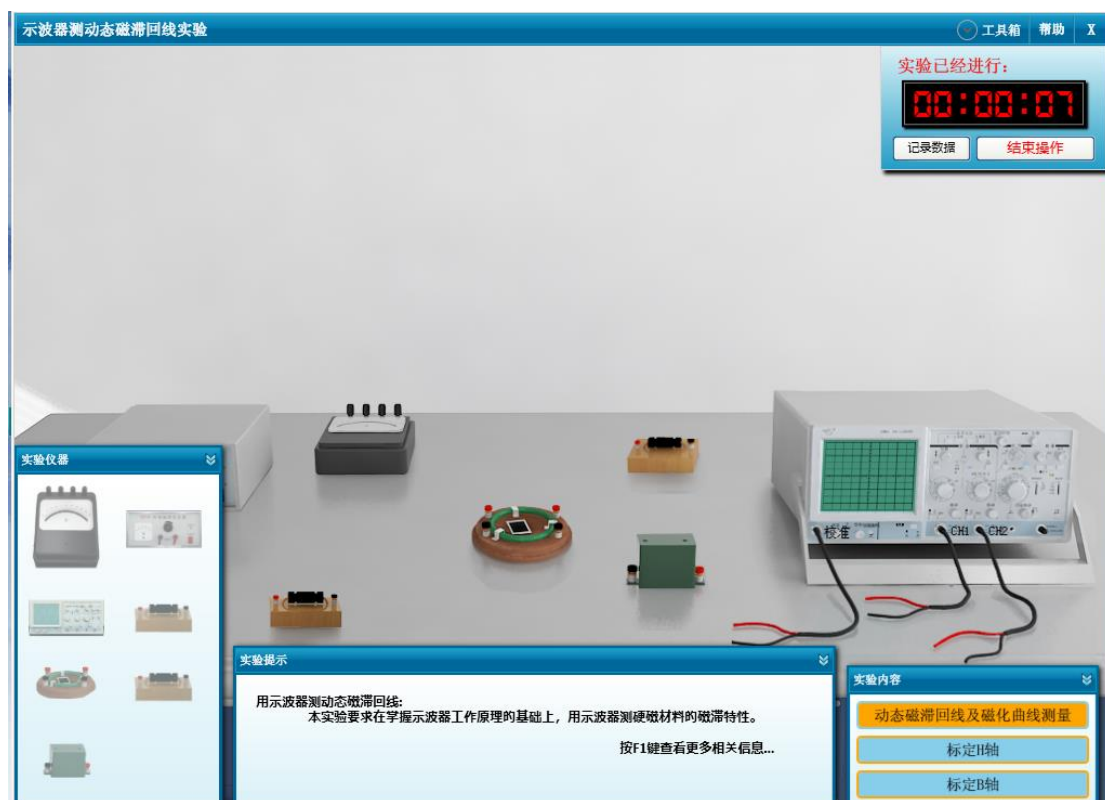 示波器测动态磁滞回线实验
工具箱 帮助 X
实验已经进行:
00:00:07
记录数据 结束操作
实验仪器
校准 CH1 CH2
实验提示
用示波器测动态磁滞回线:
本实验要求在学握示波器工作原理的基础上, 用示波器测硬磁材料的磁滞特性。
按F1键查看更多相关信息...
实验内容
动态磁滞回线及磁化曲线测量
标定H轴
标定B轴